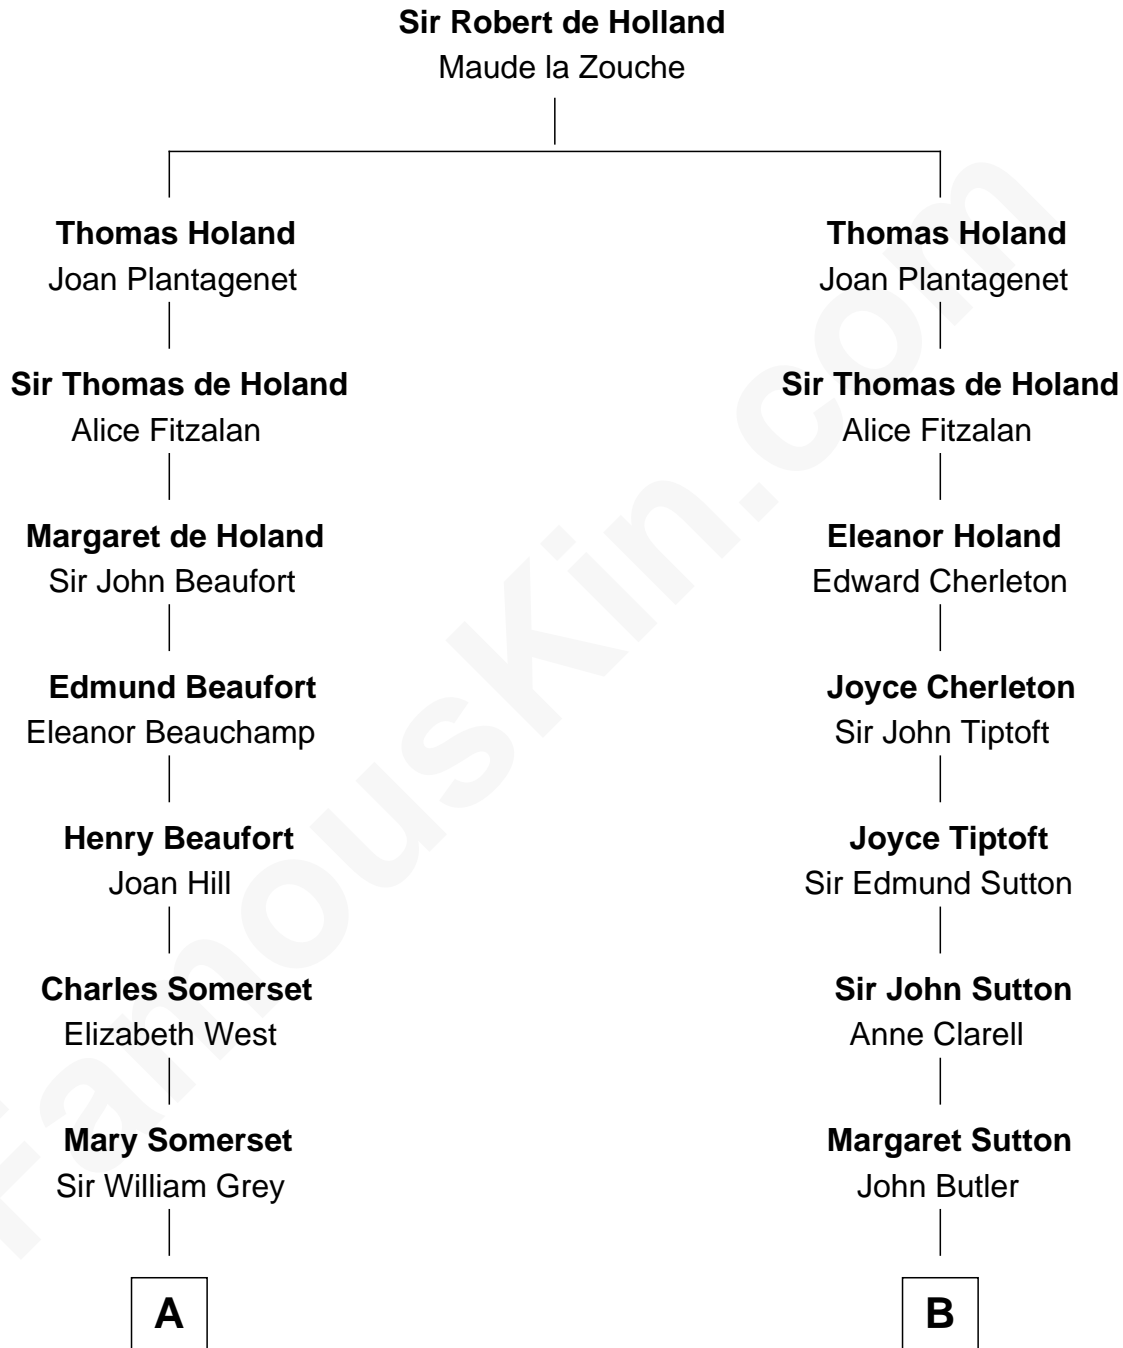 Sir Robert de Holland
Maude la Zouche
Thomas Holand
Joan Plantagenet
Thomas Holand
Joan Plantagenet
Sir Thomas de Holand
Alice Fitzalan
Sir Thomas de Holand
Alice Fitzalan
Margaret de Holand
Sir John Beaufort
Eleanor Holand
Edward Cherleton
Edmund Beaufort
Eleanor Beauchamp
Joyce Cherleton
Sir John Tiptoft
Henry Beaufort
Joan Hill
Joyce Tiptoft
Sir Edmund Sutton
Charles Somerset
Elizabeth West
Sir John Sutton
Anne Clarell
Mary Somerset
Sir William Grey
Margaret Sutton
John Butler
A
B
FamousKin.com